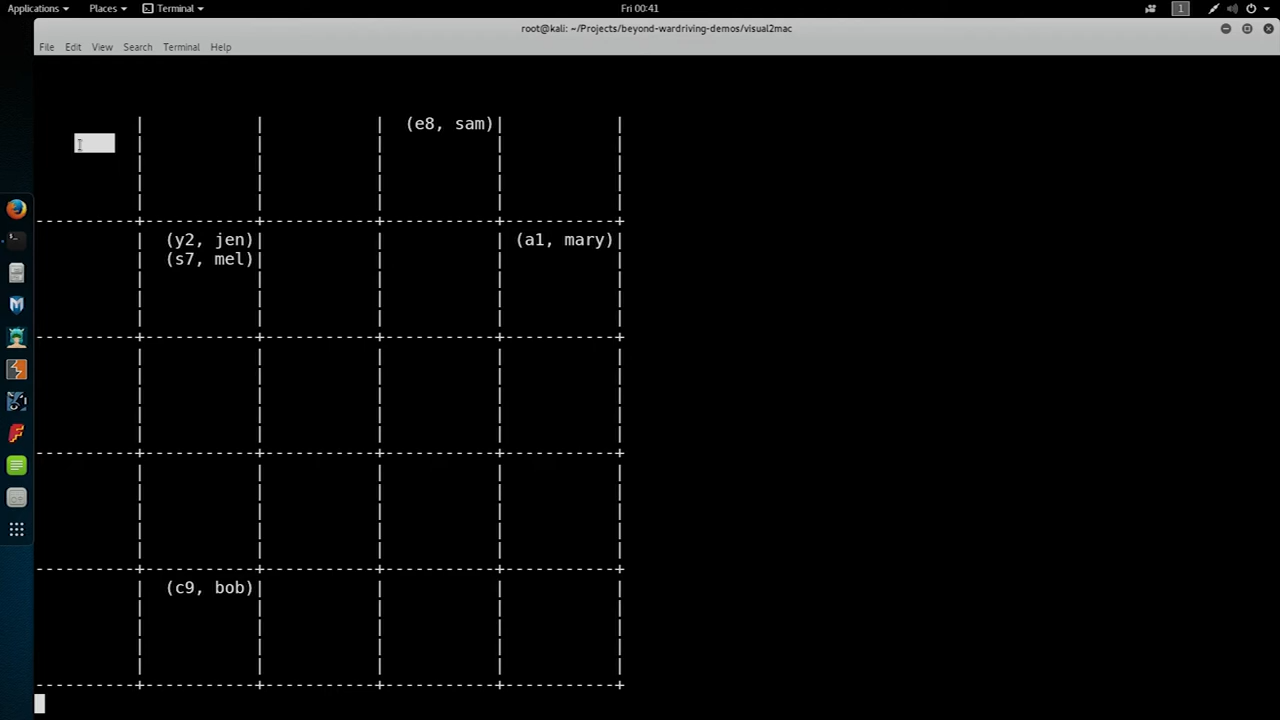 Applications Places Terminal Fri 00:41 1
root@kali: ~/Projects/beyond-wardriving-demos/visual2mac
File Edit View Search Terminal Help
(e8, sam)
(y2, jen) (a1, mary)
(s7, mel)
(c9, bob)